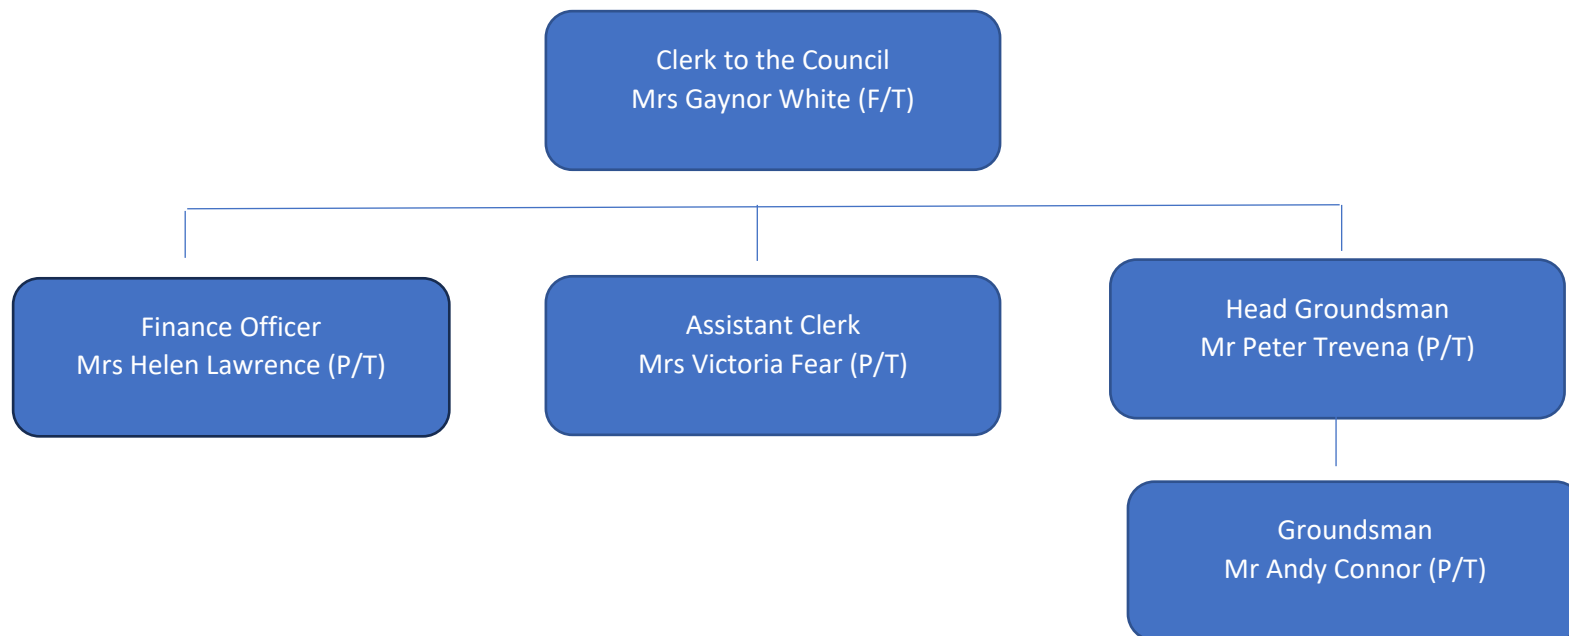 Clerk to the Council
Mrs Gaynor White (F/T)
Finance Officer
Mrs Helen Lawrence (P/T)
Assistant Clerk
Mrs Victoria Fear (P/T)
Head Groundsman
Mr Peter Trevena (P/T)
Groundsman
Mr Andy Connor (P/T)